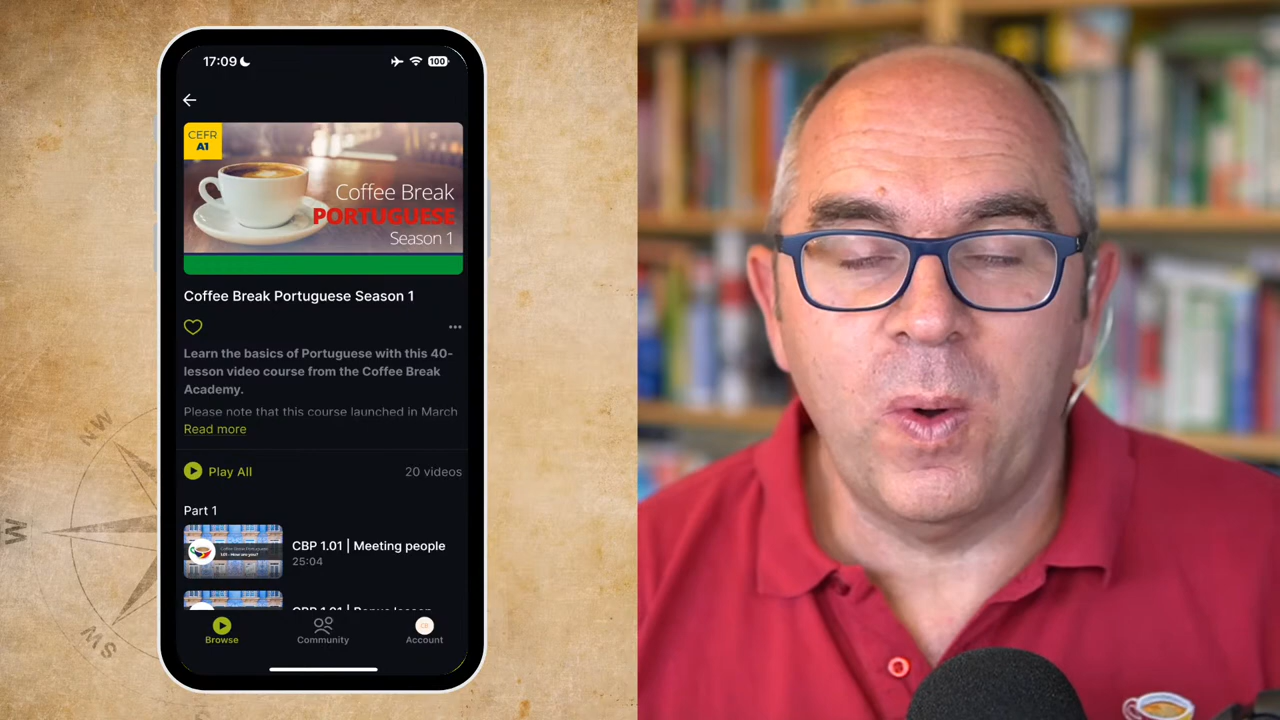 17:09
100
CEFR
A1
Coffee Break
PORTUGUESE
Season 1
Coffee Break Portuguese Season 1
Learn the basics of Portuguese with this 40-
lesson video course from the Coffee Break
Academy.
Please note that this course launched in March
Read more
Play All
20 videos
Part 1
CBP 1.01 | Meeting people
25:04
Browse
Community
CB
Account
NW
W
WS